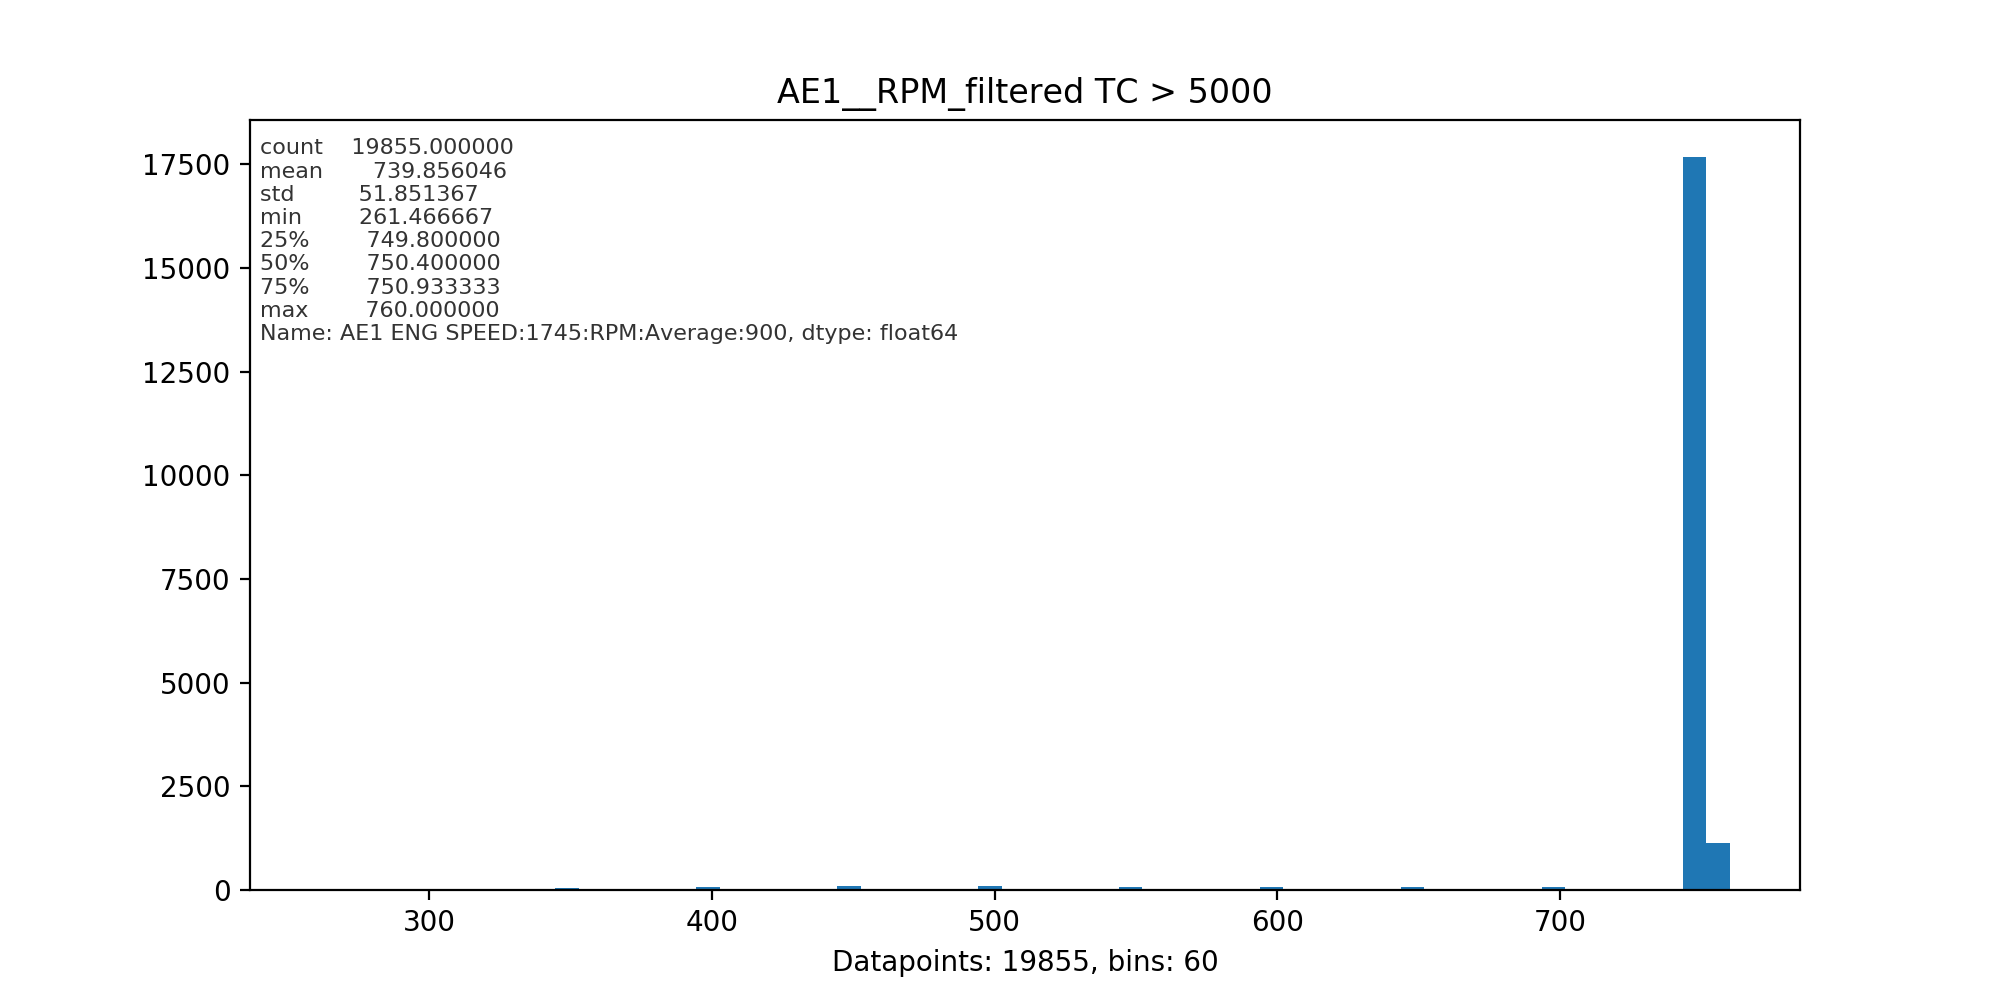 AE1__RPM_filtered TC > 5000
count 19855.000000
mean 739.856046
std 51.851367
min 261.466667
25% 749.800000
50% 750.400000
75% 750.933333
max 760.000000
Name: AE1 ENG SPEED:1745:RPM:Average:900, dtype: float64
17500
15000
12500
10000
7500
5000
2500
0
300 400 500 600 700
Datapoints: 19855, bins: 60